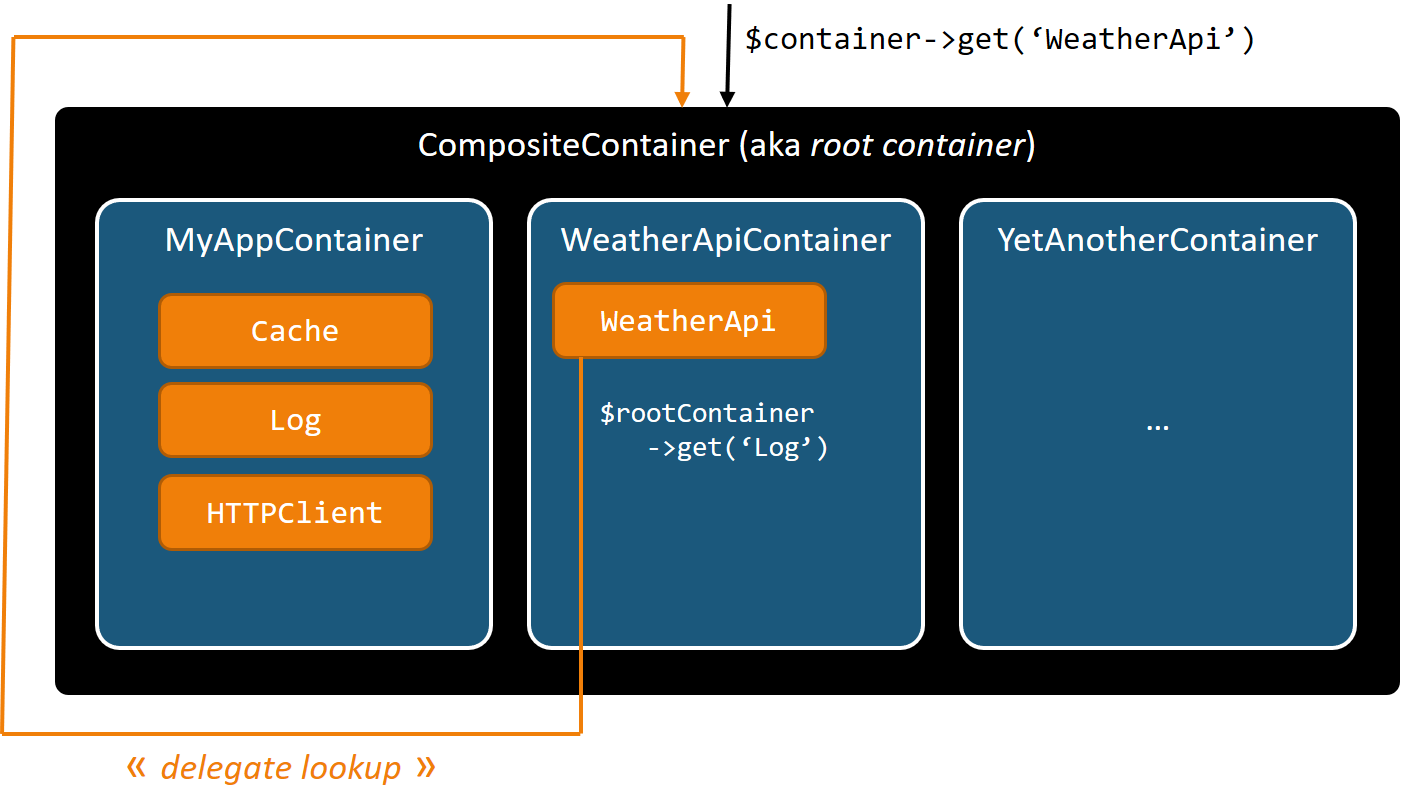 $container->get(‘WeatherApi’)
CompositeContainer (aka root container)
MyAppContainer
Cache
Log
HTTPClient
WeatherApiContainer
WeatherApi
$rootContainer
->get(‘Log’)
YetAnotherContainer
...
« delegate lookup »